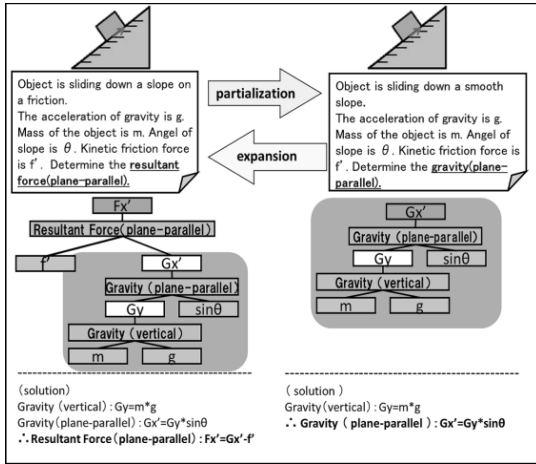 Object is sliding down a slope on
a friction.
The acceleration of gravity is g.
Mass of the object is m. Angel of
slope is θ. Kinetic friction force
is f'. Determine the resultant
force(plane-parallel).
partialization
expansion
Object is sliding down a smooth
slope.
The acceleration of gravity is g.
Mass of the object is m. Angel of
slope is θ. Kinetic friction force is
f'. Determine the gravity(plane-
parallel).
Fx'
Resultant Force(plane-parallel)
f'
Gx'
Gravity (plane-parallel)
Gy
sinθ
Gravity (vertical)
m
g
Gx'
Gravity (plane-parallel)
Gy
sinθ
Gravity (vertical)
m
g
(solution)
Gravity (vertical) : Gy=m*g
Gravity(plane-parallel) : Gx'=Gy*sinθ
∴Resultant Force(plane-parallel) : Fx'=Gx'-f'
( solution )
Gravity(vertical) : Gy=m*g
∴ Gravity ( plane-parallel ) : Gx'=Gy*sinθ